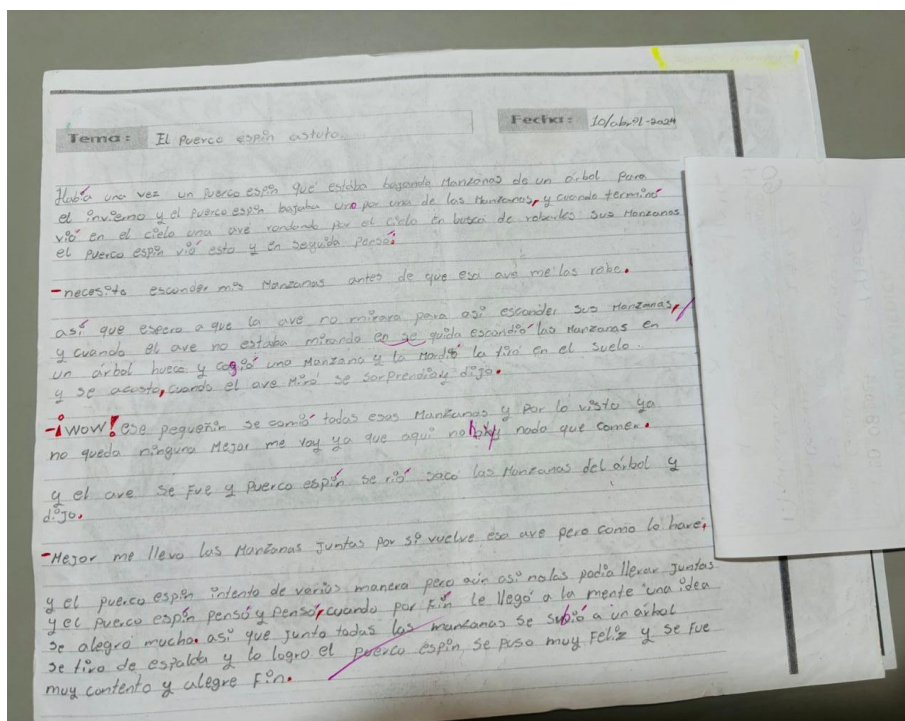 Tema: El Puerco espín astuto.
Fecha: 10/abril-2024
Había una vez un Puerco espín que estaba bajando Manzanas de un árbol Para
el invierno y el puerco espín bajaba una por una de las Manzanas, y cuando terminó
vió en el cielo una ave rondando por el cielo en busca de robarles sus Manzanas
el Puerco espín vió esto y en seguida pensó:
-necesito esconder mis Manzanas antes de que esa ave me las robe.
así que espero a que la ave no mirara para así esconder sus Manzanas,
y cuando el ave no estaba mirando en se guida escondió las Manzanas en
un árbol hueco y cogió una Manzana y la Mordió la tiró en el suelo.
y se acosto, cuando el ave Miró se sorprendió y dijo.
-¡wow! ese pequeñin se comió todas esas Manzanas y Por lo visto ya
no queda ninguna Mejor me voy ya que aqui no hay nada que comer.
y el ave se fue y Puerco espín se rió sacó las Manzanas del árbol y
dijo.
-Mejor me llevo las Manzanas Juntas por si vuelve esa ave pero como lo haré,
y el puerco espín intento de varias manera pero aún así no las podia llevar Juntas
y el Puerco espín pensó y pensó, cuando por Fin le llegó a la mente una idea
se alegro mucho. así que junto todas las manzanas se subió a un árbol
se tiro de espalda y lo logro el puerco espín se puso muy Feliz y se fue
muy contento y alegre Fin.